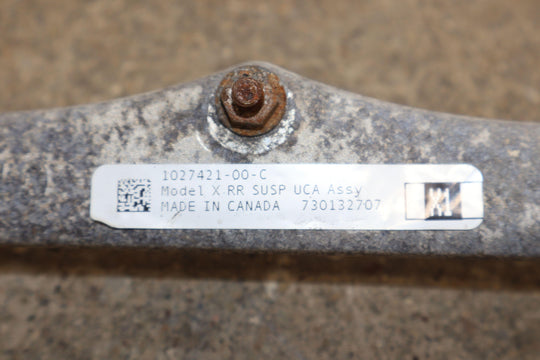 1027421-00-C
Model X RR SUSP UCA Assy
MADE IN CANADA 730132707